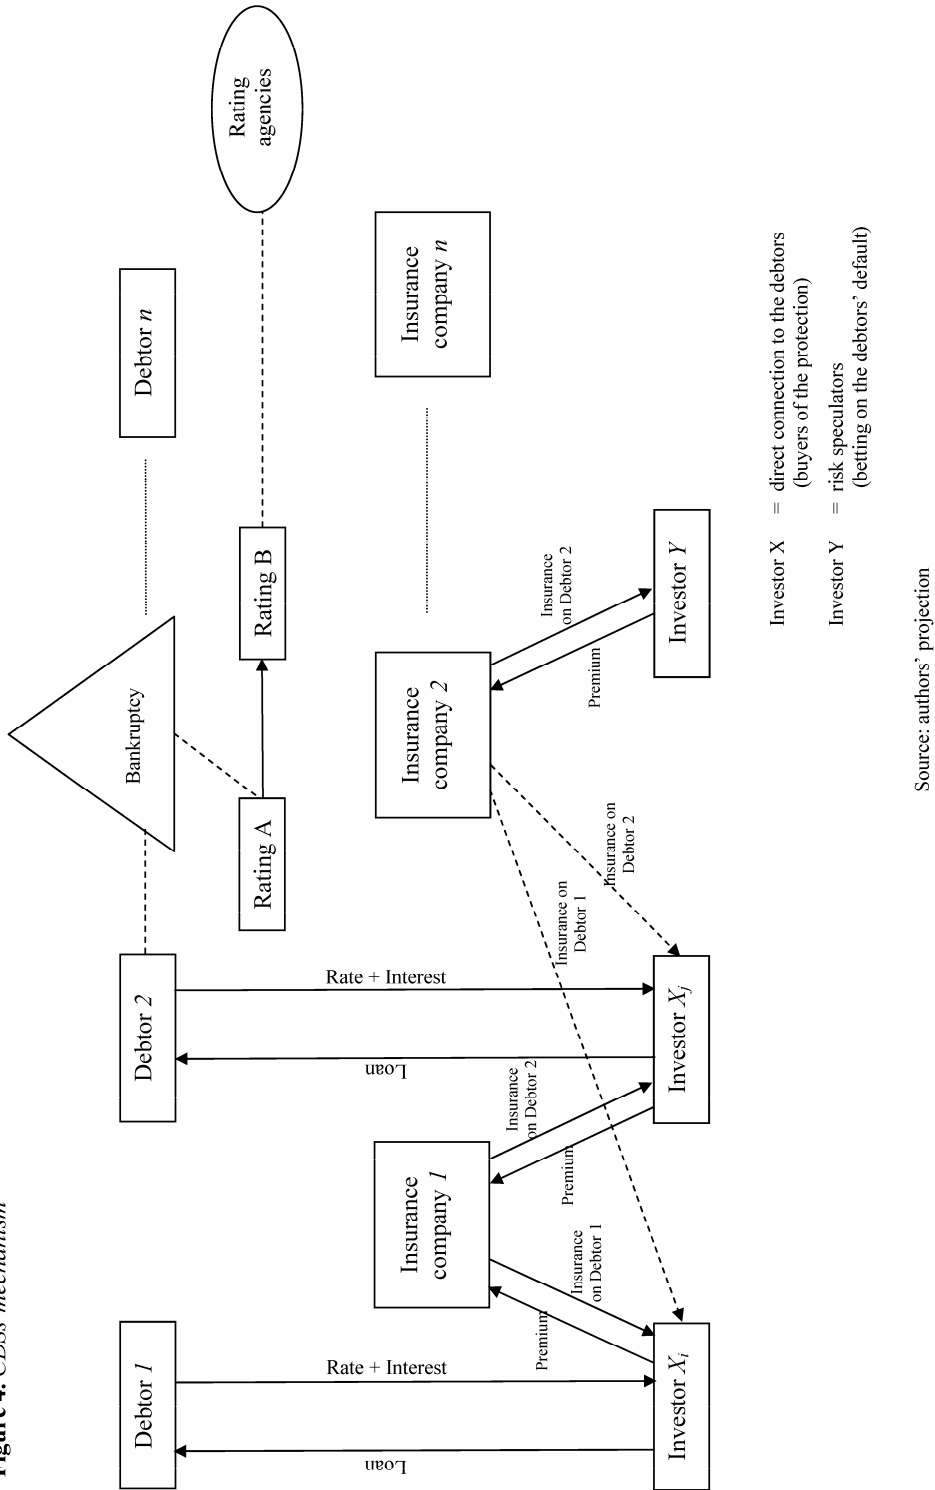 Figure 4. CDSs mechanism
Debtor 1
Debtor 2
Bankruptcy
Debtor n
Rating A
Rating B
Rating
agencies
Loan
Rate + Interest
Loan
Rate + Interest
Insurance
company 1
Insurance
company 2
Insurance
company n
Premium
Insurance
on Debtor 1
Premium
Insurance
on Debtor 2
Insurance on
Debtor 1
Insurance on
Debtor 2
Premium
Insurance
on Debtor 2
Investor Xi
Investor Xj
Investor Y
Investor X = direct connection to the debtors
(buyers of the protection)
Investor Y = risk speculators
(betting on the debtors' default)
Source: authors' projection